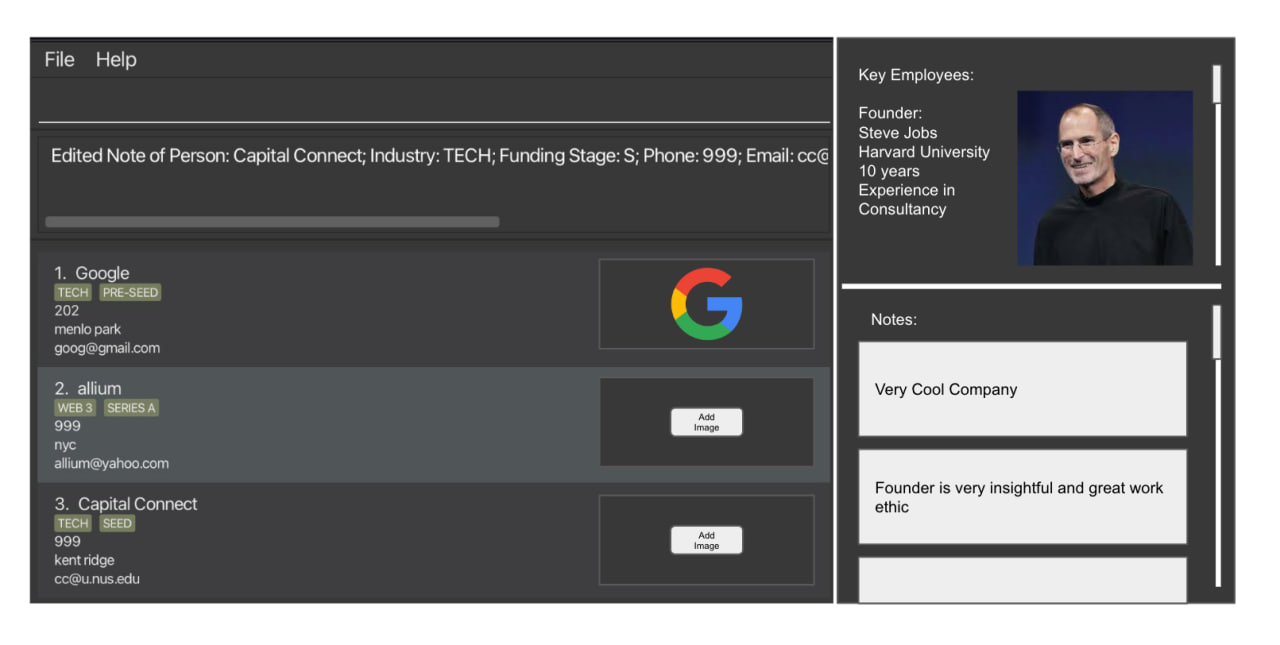 File Help
Edited Note of Person: Capital Connect; Industry: TECH; Funding Stage: S; Phone: 999; Email: cc@
1. Google
TECH PRE-SEED
202
menlo park
goog@gmail.com
2. allium
WEB 3 SERIES A
999
nyc
allium@yahoo.com
Add
Image
3. Capital Connect
TECH SEED
999
kent ridge
cc@u.nus.edu
Add
Image
Key Employees:
Founder:
Steve Jobs
Harvard University
10 years
Experience in
Consultancy
Notes:
Very Cool Company
Founder is very insightful and great work
ethic